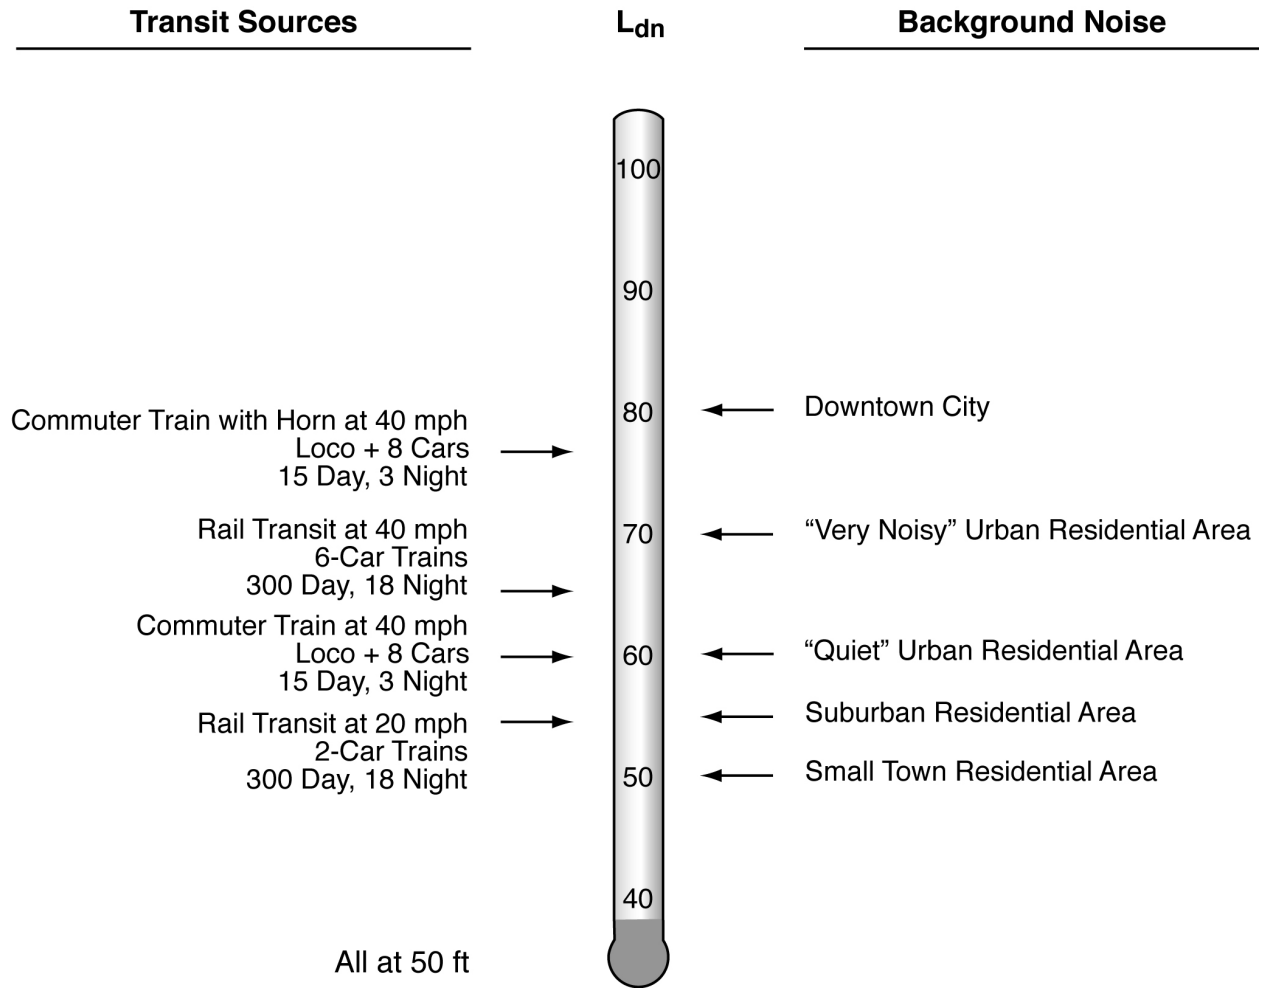 Transit Sources
Ldn
Background Noise
100
90
80
70
60
50
40
Commuter Train with Horn at 40 mph
Loco + 8 Cars
15 Day, 3 Night
Rail Transit at 40 mph
6-Car Trains
300 Day, 18 Night
Commuter Train at 40 mph
Loco + 8 Cars
15 Day, 3 Night
Rail Transit at 20 mph
2-Car Trains
300 Day, 18 Night
All at 50 ft
Downtown City
“Very Noisy” Urban Residential Area
“Quiet” Urban Residential Area
Suburban Residential Area
Small Town Residential Area